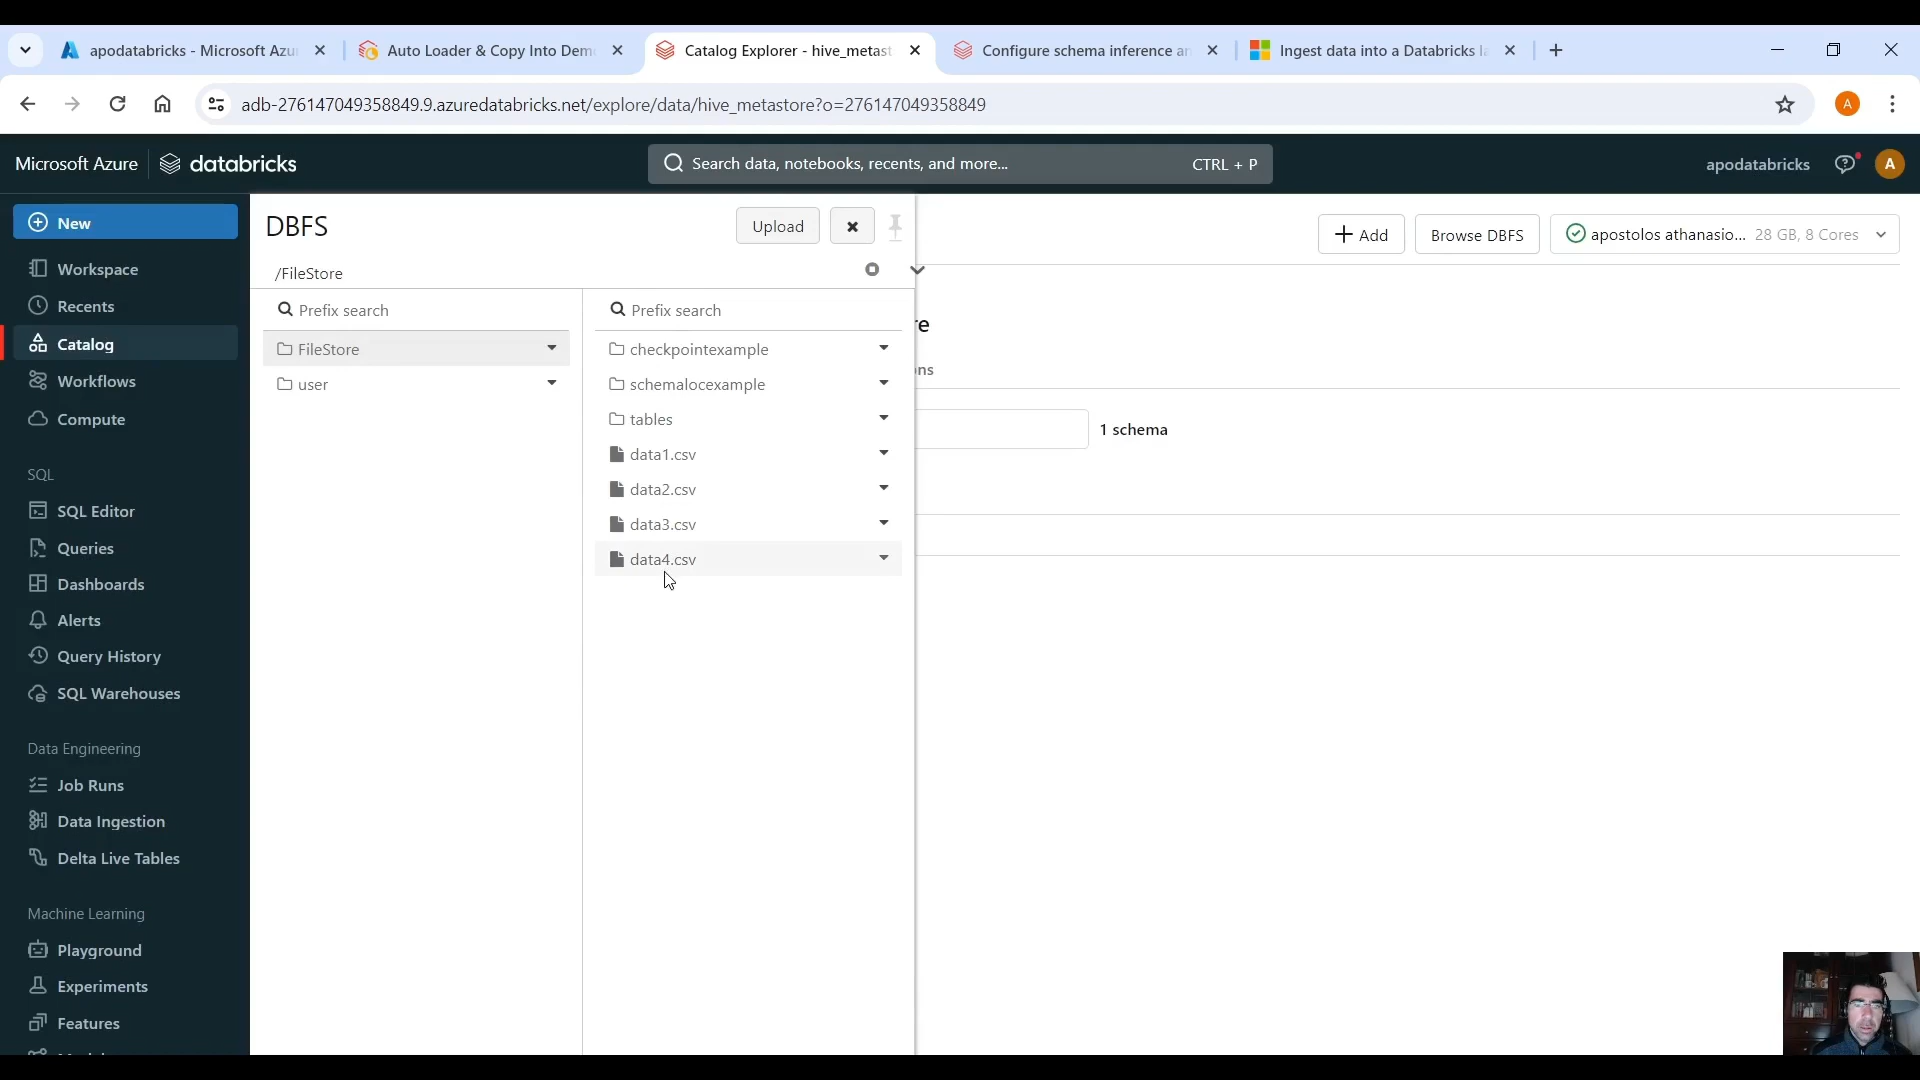 apodatabricks - Microsoft Azu
Auto Loader & Copy Into Dem
Catalog Explorer - hive_metast
Configure schema inference an
Ingest data into a Databricks la
adb-276147049358849.9.azuredatabricks.net/explore/data/hive_metastore?o=276147049358849
A
Microsoft Azure
databricks
Search data, notebooks, recents, and more...
CTRL + P
apodatabricks
A
New
Workspace
Recents
Catalog
Workflows
Compute
SQL
SQL Editor
Queries
Dashboards
Alerts
Query History
SQL Warehouses
Data Engineering
Job Runs
Data Ingestion
Delta Live Tables
Machine Learning
Playground
Experiments
Features
DBFS
Upload
/FileStore
Prefix search
FileStore
user
Prefix search
checkpointexample
schemalocexample
tables
data1.csv
data2.csv
data3.csv
data4.csv
Add
Browse DBFS
apostolos athanasio... 28 GB, 8 Cores
re
ons
1 schema